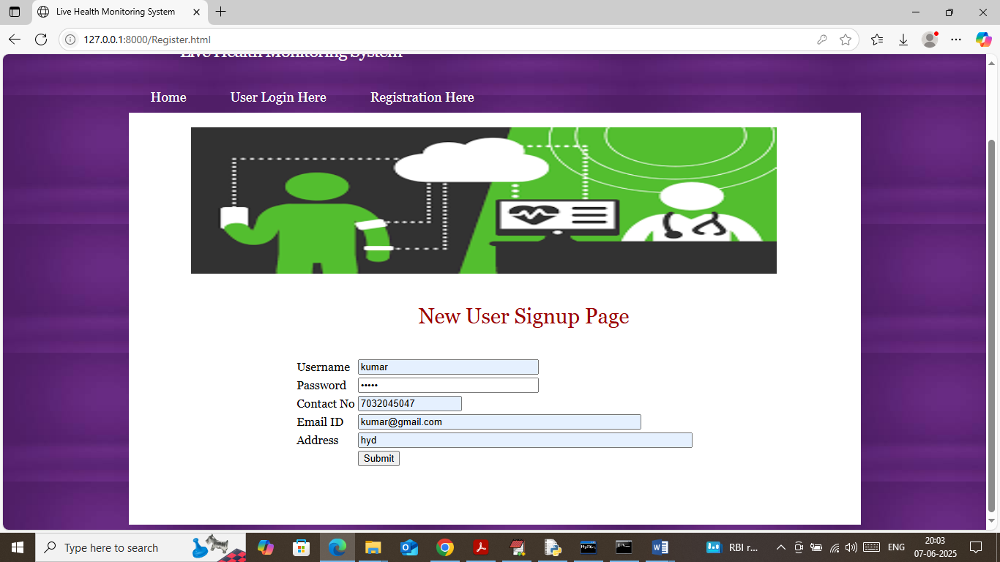 Live Health Monitoring System
127.0.0.1:8000/Register.html
Live Health Monitoring System
Home User Login Here Registration Here
New User Signup Page
Username kumar
Password •••••
Contact No 7032045047
Email ID kumar@gmail.com
Address hyd
Submit
Type here to search
RBI r...
ENG
20:03
07-06-2025